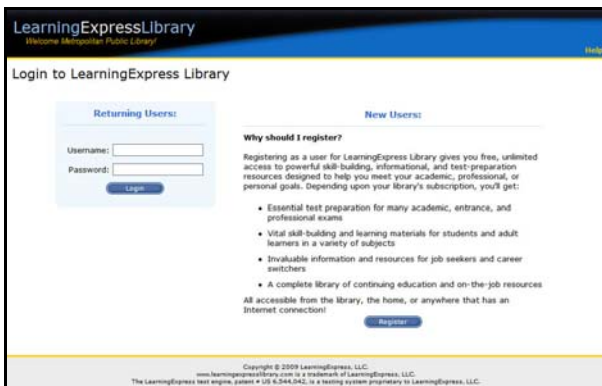 LearningExpressLibrary
Welcome Metropolitan Public Library!
Help
Login to LearningExpress Library
Returning Users:
Username:
Password:
Login
New Users:
Why should I register?
Registering as a user for LearningExpress Library gives you free, unlimited
access to powerful skill-building, informational, and test-preparation
resources designed to help you meet your academic, professional, or
personal goals. Depending upon your library's subscription, you'll get:
• Essential test preparation for many academic, entrance, and
professional exams
• Vital skill-building and learning materials for students and adult
learners in a variety of subjects
• Invaluable information and resources for job seekers and career
switchers
• A complete library of continuing education and on-the-job resources
All accessible from the library, the home, or anywhere that has an
Internet connection!
Register
Copyright © 2009 LearningExpress, LLC.
www.learningexpresslibrary.com is a trademark of LearningExpress, LLC.
The LearningExpress test engine, patent # US 6,544,042, is a testing system proprietary to LearningExpress, LLC.